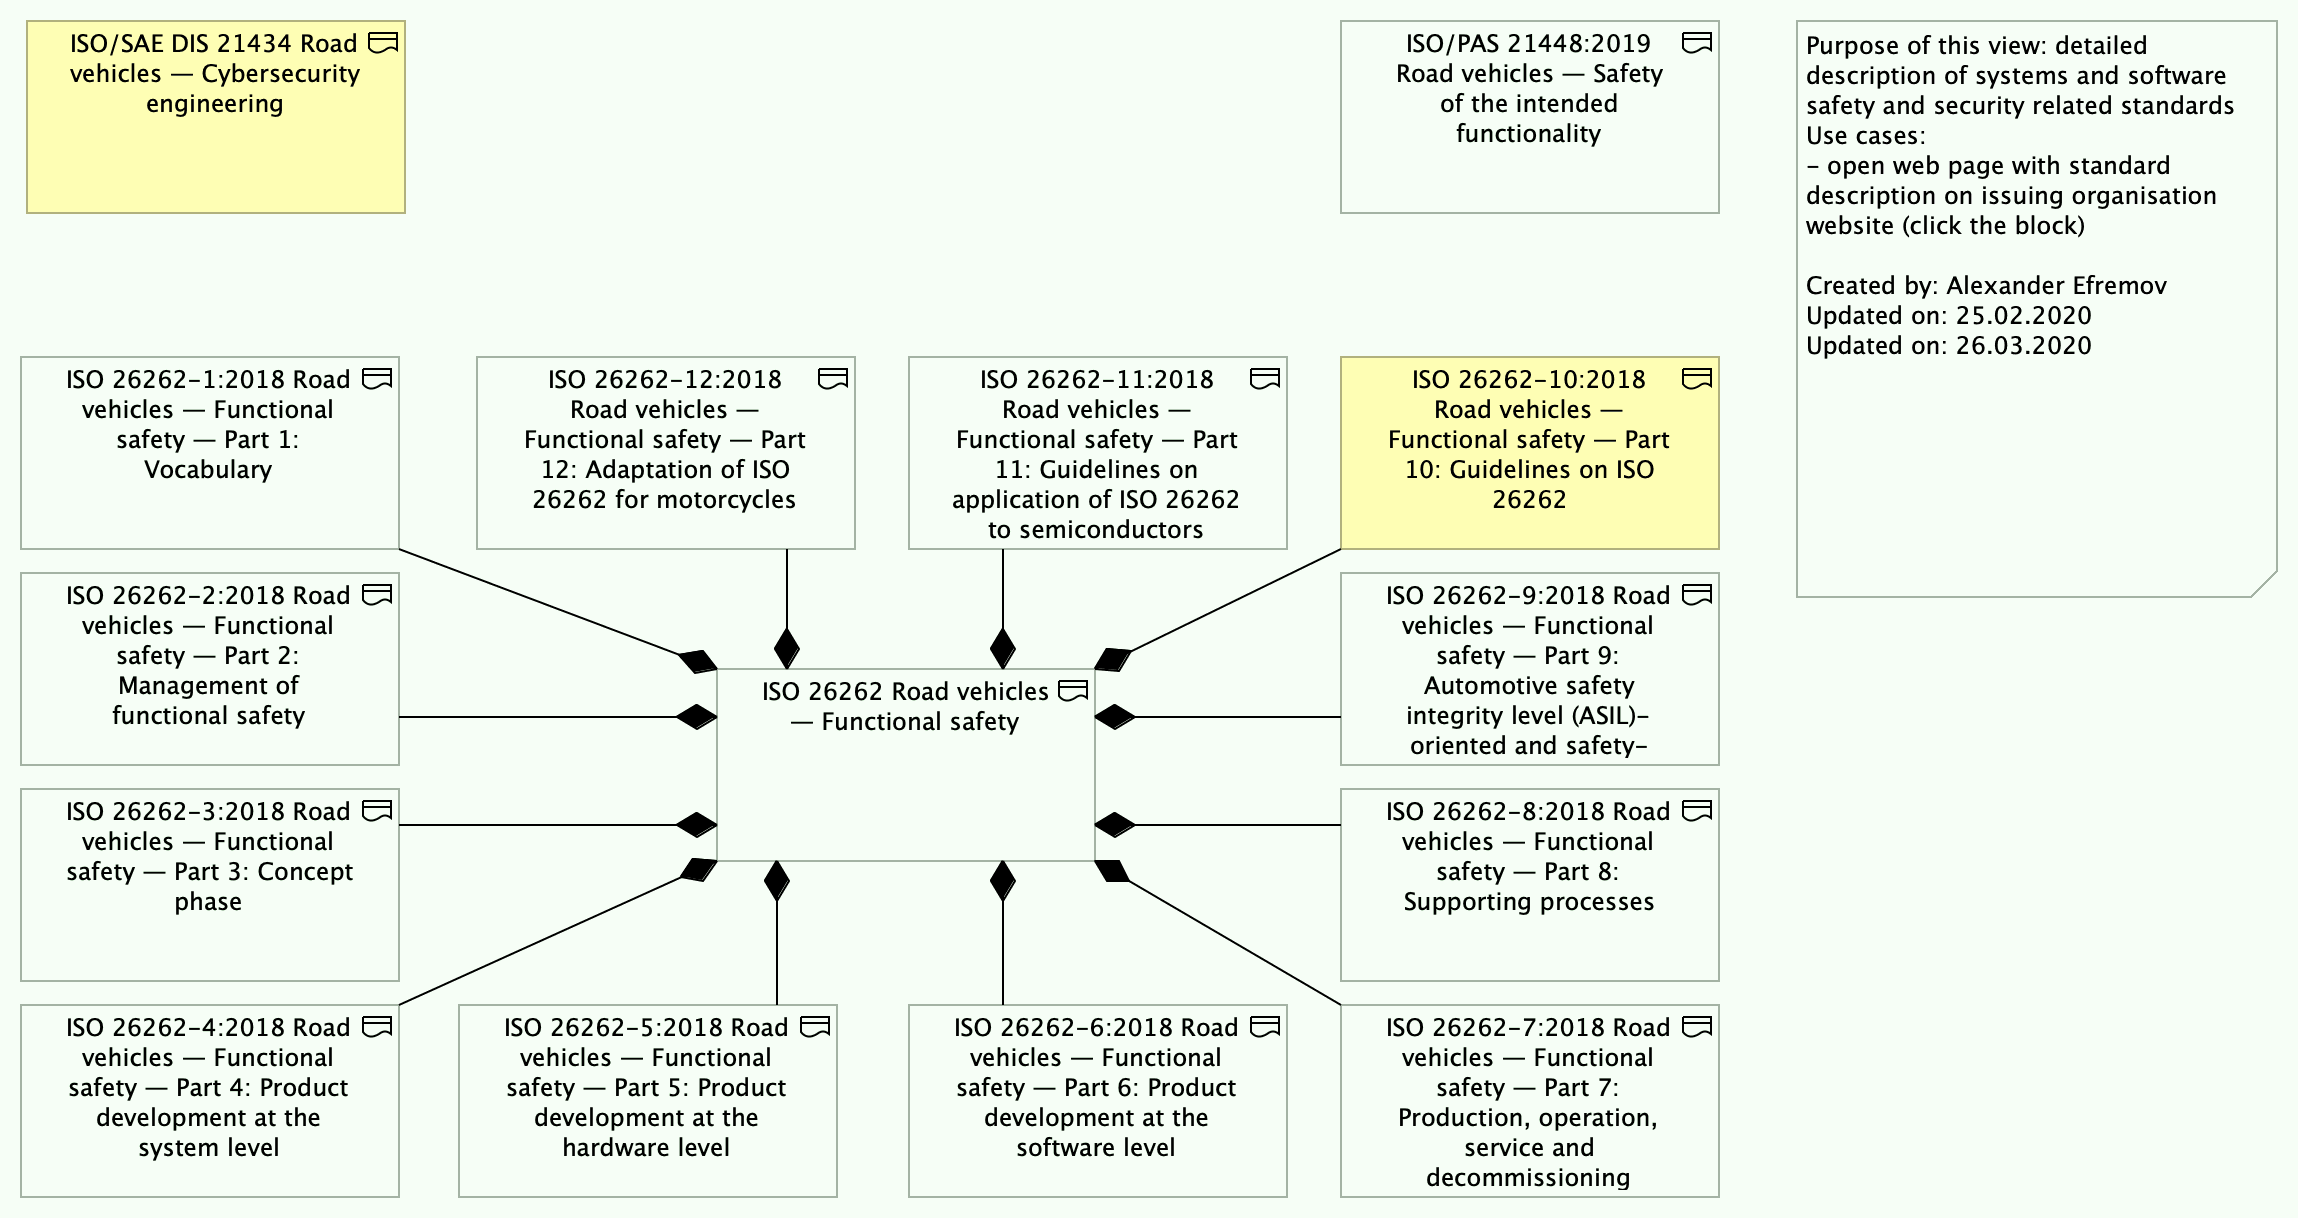 ISO/SAE DIS 21434 Road
vehicles — Cybersecurity
engineering
ISO/PAS 21448:2019
Road vehicles — Safety
of the intended
functionality
Purpose of this view: detailed
description of systems and software
safety and security related standards
Use cases:
- open web page with standard
description on issuing organisation
website (click the block)
Created by: Alexander Efremov
Updated on: 25.02.2020
Updated on: 26.03.2020
ISO 26262-1:2018 Road
vehicles — Functional
safety — Part 1:
Vocabulary
ISO 26262-12:2018
Road vehicles —
Functional safety — Part
12: Adaptation of ISO
26262 for motorcycles
ISO 26262-11:2018
Road vehicles —
Functional safety — Part
11: Guidelines on
application of ISO 26262
to semiconductors
ISO 26262-10:2018
Road vehicles —
Functional safety — Part
10: Guidelines on ISO
26262
ISO 26262-2:2018 Road
vehicles — Functional
safety — Part 2:
Management of
functional safety
ISO 26262 Road vehicles
— Functional safety
ISO 26262-9:2018 Road
vehicles — Functional
safety — Part 9:
Automotive safety
integrity level (ASIL)-
oriented and safety-
ISO 26262-3:2018 Road
vehicles — Functional
safety — Part 3: Concept
phase
ISO 26262-8:2018 Road
vehicles — Functional
safety — Part 8:
Supporting processes
ISO 26262-4:2018 Road
vehicles — Functional
safety — Part 4: Product
development at the
system level
ISO 26262-5:2018 Road
vehicles — Functional
safety — Part 5: Product
development at the
hardware level
ISO 26262-6:2018 Road
vehicles — Functional
safety — Part 6: Product
development at the
software level
ISO 26262-7:2018 Road
vehicles — Functional
safety — Part 7:
Production, operation,
service and
decommissioning